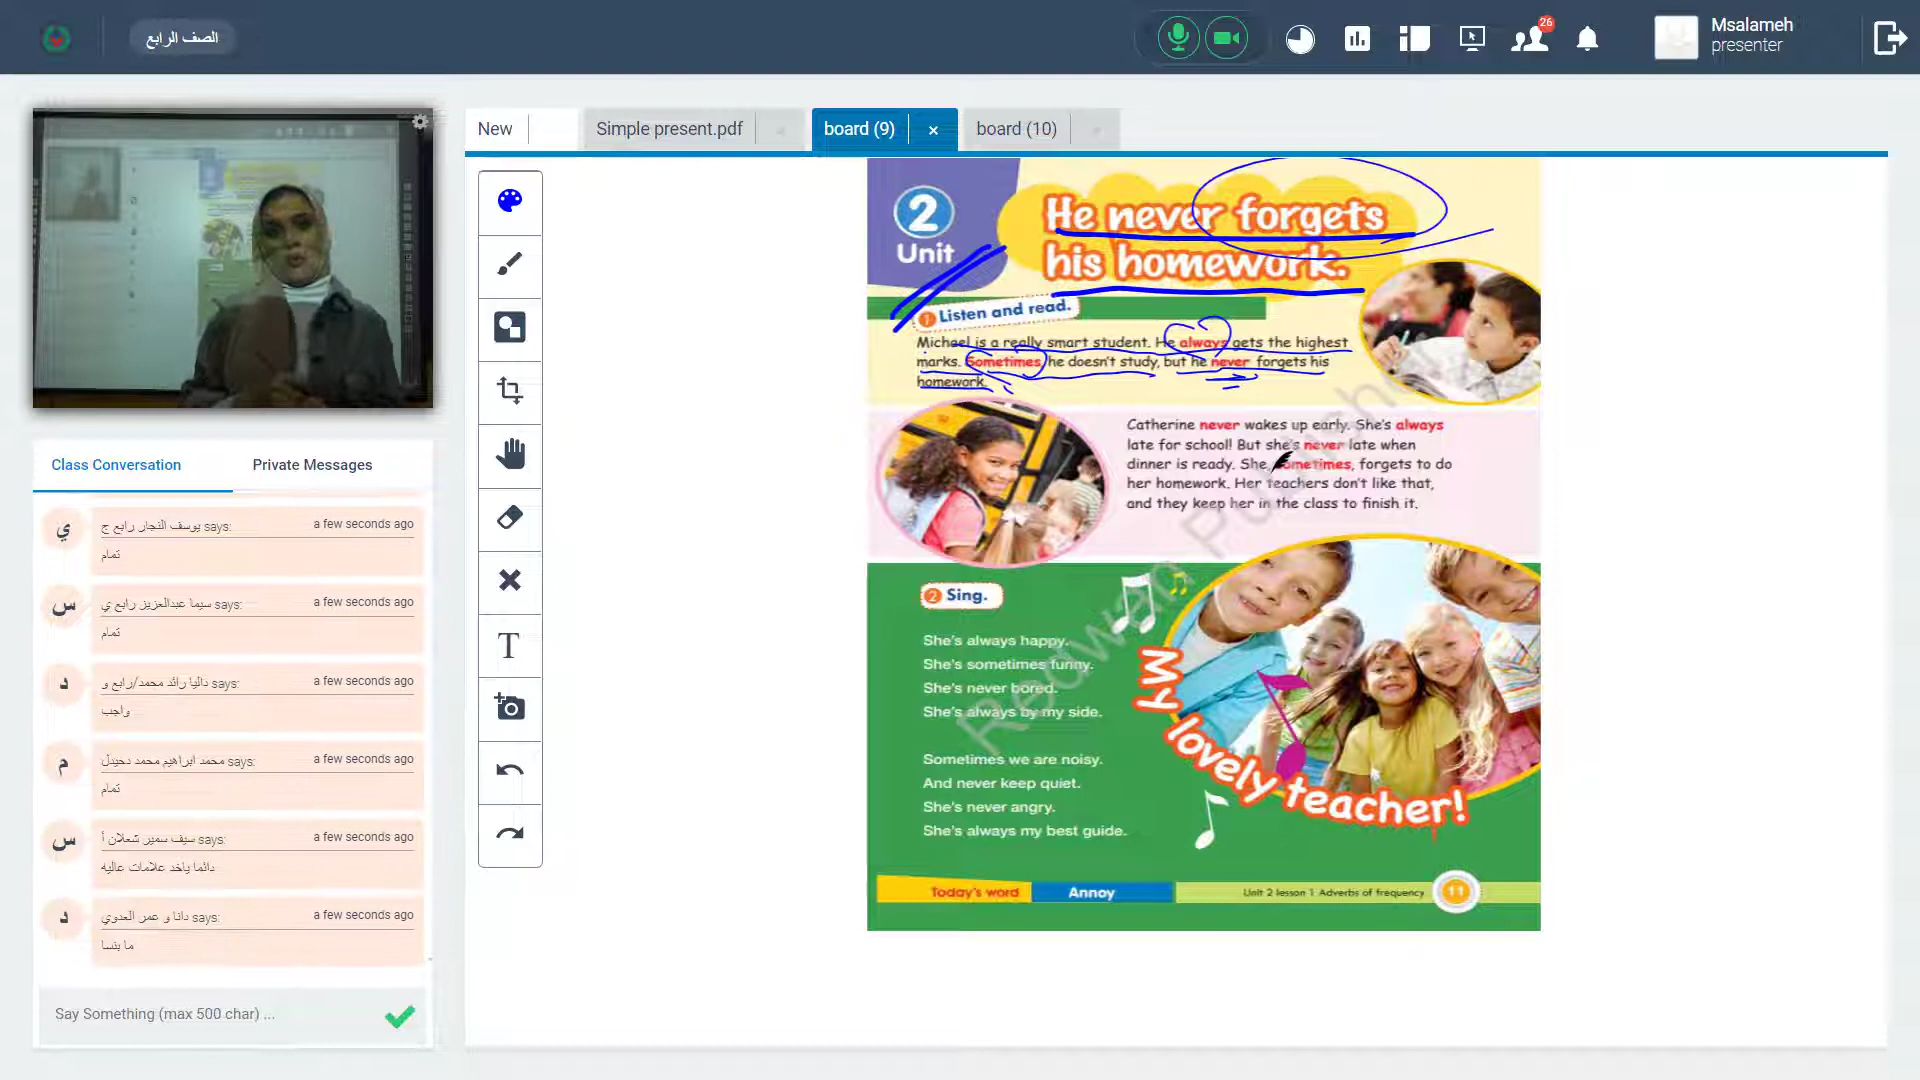 الصف الرابع
26
Msalameh
presenter
New
Simple present.pdf
board (9)
board (10)
Class Conversation
Private Messages
يوسف النجار رابع ج says:
a few seconds ago
تمام
سيما عبدالعزيز رابع ي says:
a few seconds ago
تمام
داليا رائد محمد/رابع و says:
a few seconds ago
واجب
محمد ابراهيم محمد دحيدل says:
a few seconds ago
تمام
سيف سمير شعلان أ says:
a few seconds ago
دائما ياخد علامات عاليه
دانا و عمر العدوي says:
a few seconds ago
ما بنسا
ي
س
د
م
س
د
Say Something (max 500 char) ...
T
2
Unit
He never forgets
his homework.
1 Listen and read.
Michael is a really smart student. He always gets the highest
marks. Sometimes, he doesn't study, but he never forgets his
homework.
Catherine never wakes up early. She's always
late for school! But she's never late when
dinner is ready. She, sometimes, forgets to do
her homework. Her teachers don't like that,
and they keep her in the class to finish it.
2 Sing.
She's always happy.
She's sometimes funny.
She's never bored.
She's always by my side.
Sometimes we are noisy.
And never keep quiet.
She's never angry.
She's always my best guide.
My lovely teacher!
Today's word
Annoy
Unit 2 lesson 1 Adverbs of frequency
11
Redwan Publisher